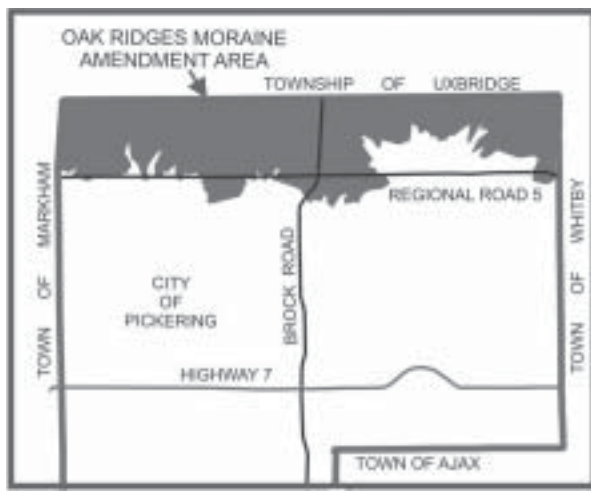 OAK RIDGES MORAINE
AMENDMENT AREA
TOWNSHIP OF UXBRIDGE
TOWN OF MARKHAM
REGIONAL ROAD 5
TOWN OF WHITBY
BROCK ROAD
CITY
OF
PICKERING
HIGHWAY 7
TOWN OF AJAX